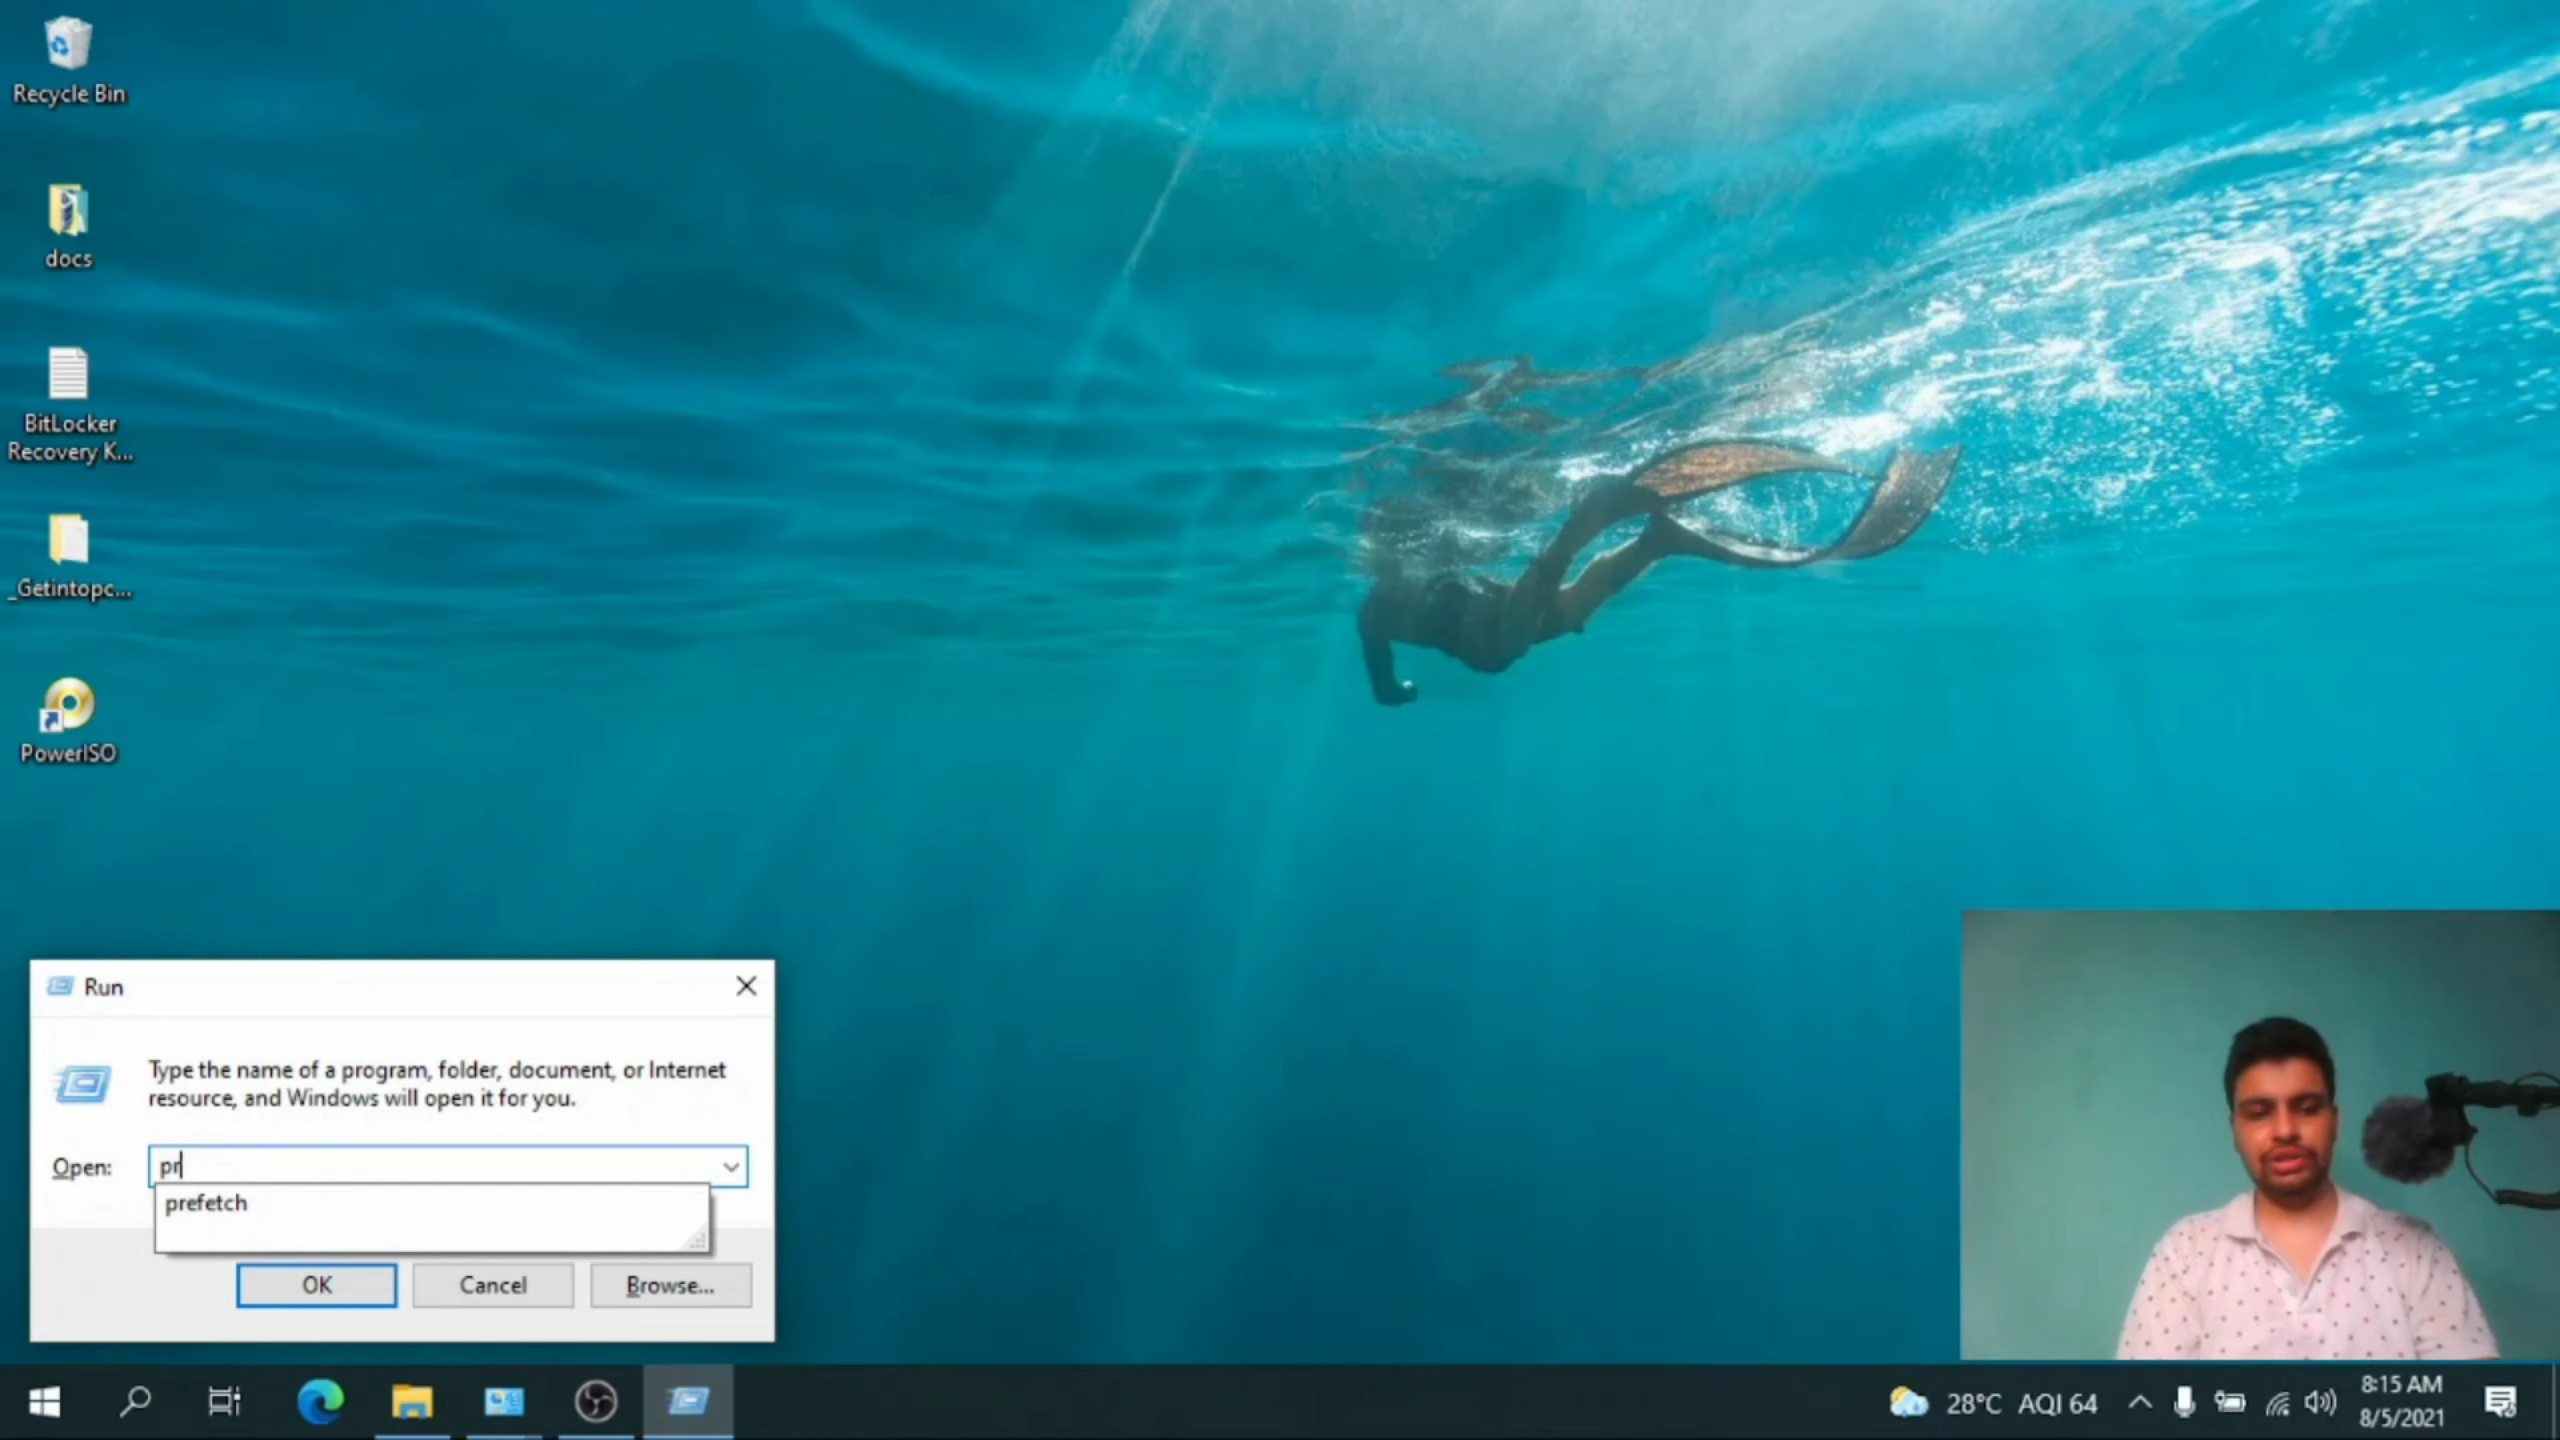 Recycle Bin
docs
BitLocker
Recovery K...
_Getintopc...
PowerISO
Run
Type the name of a program, folder, document, or Internet
resource, and Windows will open it for you.
Open:
pr
prefetch
OK
Cancel
Browse...
28°C AQI 64
8:15 AM
8/5/2021